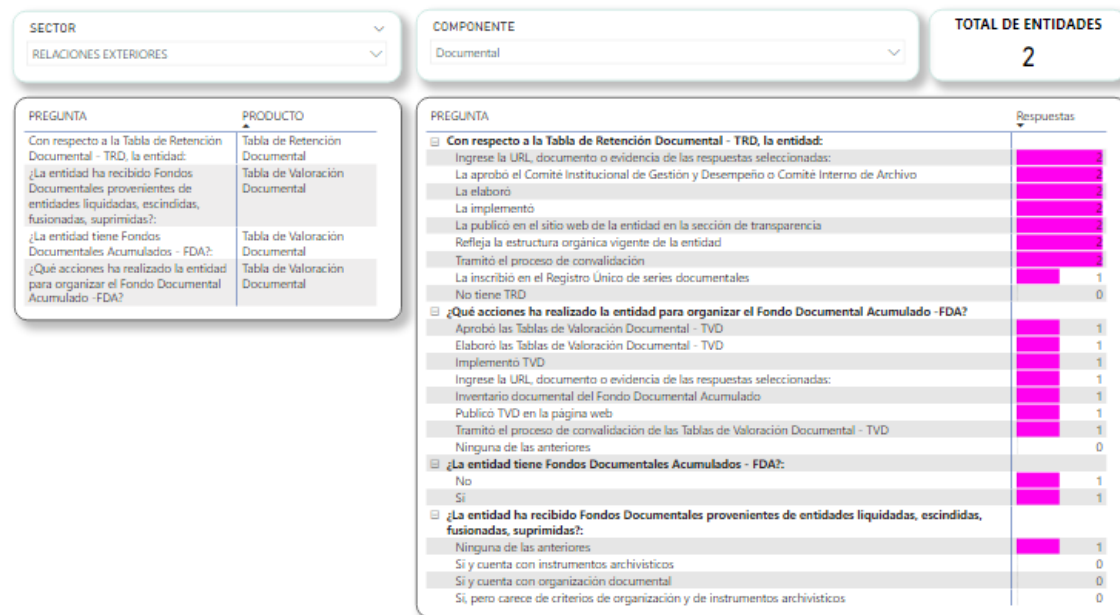 SECTOR
RELACIONES EXTERIORES
COMPONENTE
Documental
TOTAL DE ENTIDADES
2
PREGUNTA PRODUCTO
Con respecto a la Tabla de Retención Tabla de Retención
Documental - TRD, la entidad: Documental
¿La entidad ha recibido Fondos Tabla de Valoración
Documentales provenientes de Documental
entidades liquidadas, escindidas,
fusionadas, suprimidas?:
¿La entidad tiene Fondos Tabla de Valoración
Documentales Acumulados - FDA?: Documental
¿Qué acciones ha realizado la entidad Tabla de Valoración
para organizar el Fondo Documental Documental
Acumulado -FDA?
PREGUNTA Respuestas
Con respecto a la Tabla de Retención Documental - TRD, la entidad:
Ingrese la URL, documento o evidencia de las respuestas seleccionadas: 2
La aprobó el Comité Institucional de Gestión y Desempeño o Comité Interno de Archivo 2
La elaboró 2
La implementó 2
La publicó en el sitio web de la entidad en la sección de transparencia 2
Refleja la estructura orgánica vigente de la entidad 2
Tramitó el proceso de convalidación 2
La inscribió en el Registro Único de series documentales 1
No tiene TRD 0
¿Qué acciones ha realizado la entidad para organizar el Fondo Documental Acumulado -FDA?
Aprobó las Tablas de Valoración Documental - TVD 1
Elaboró las Tablas de Valoración Documental - TVD 1
Implementó TVD 1
Ingrese la URL, documento o evidencia de las respuestas seleccionadas: 1
Inventario documental del Fondo Documental Acumulado 1
Publicó TVD en la página web 1
Tramitó el proceso de convalidación de las Tablas de Valoración Documental - TVD 1
Ninguna de las anteriores 0
¿La entidad tiene Fondos Documentales Acumulados - FDA?:
No 1
Sí 1
¿La entidad ha recibido Fondos Documentales provenientes de entidades liquidadas, escindidas,
fusionadas, suprimidas?:
Ninguna de las anteriores 1
Sí y cuenta con instrumentos archivísticos 0
Sí y cuenta con organización documental 0
Sí, pero carece de criterios de organización y de instrumentos archivísticos 0